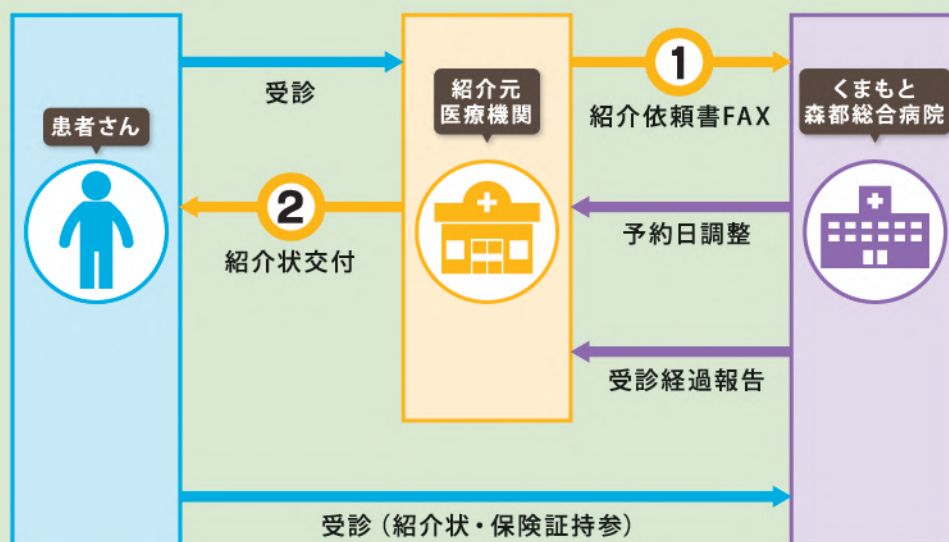 患者さん
受診
紹介元
医療機関
1
紹介依頼書FAX
くまもと
森都総合病院
2
紹介状交付
予約日調整
受診経過報告
受診（紹介状・保険証持参）